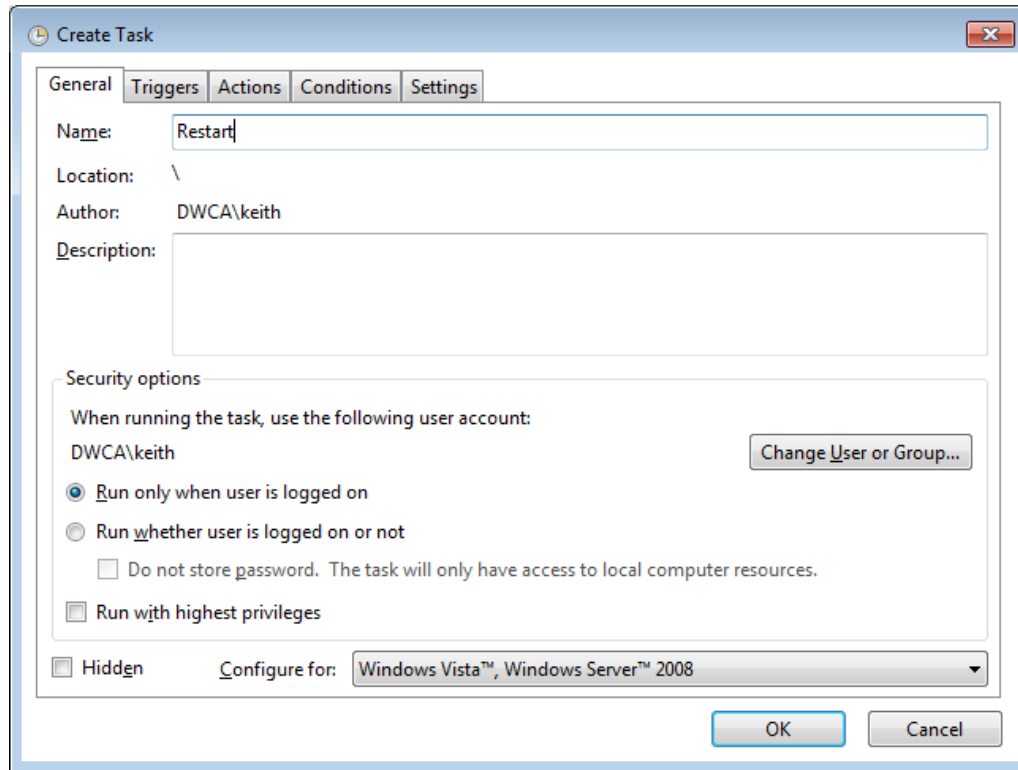 Create Task
General Triggers Actions Conditions Settings
Name: Restart
Location: \
Author: DWCA\keith
Description:
Security options
When running the task, use the following user account:
DWCA\keith Change User or Group...
Run only when user is logged on
Run whether user is logged on or not
Do not store password. The task will only have access to local computer resources.
Run with highest privileges
Hidden Configure for: Windows Vista™, Windows Server™ 2008
OK Cancel